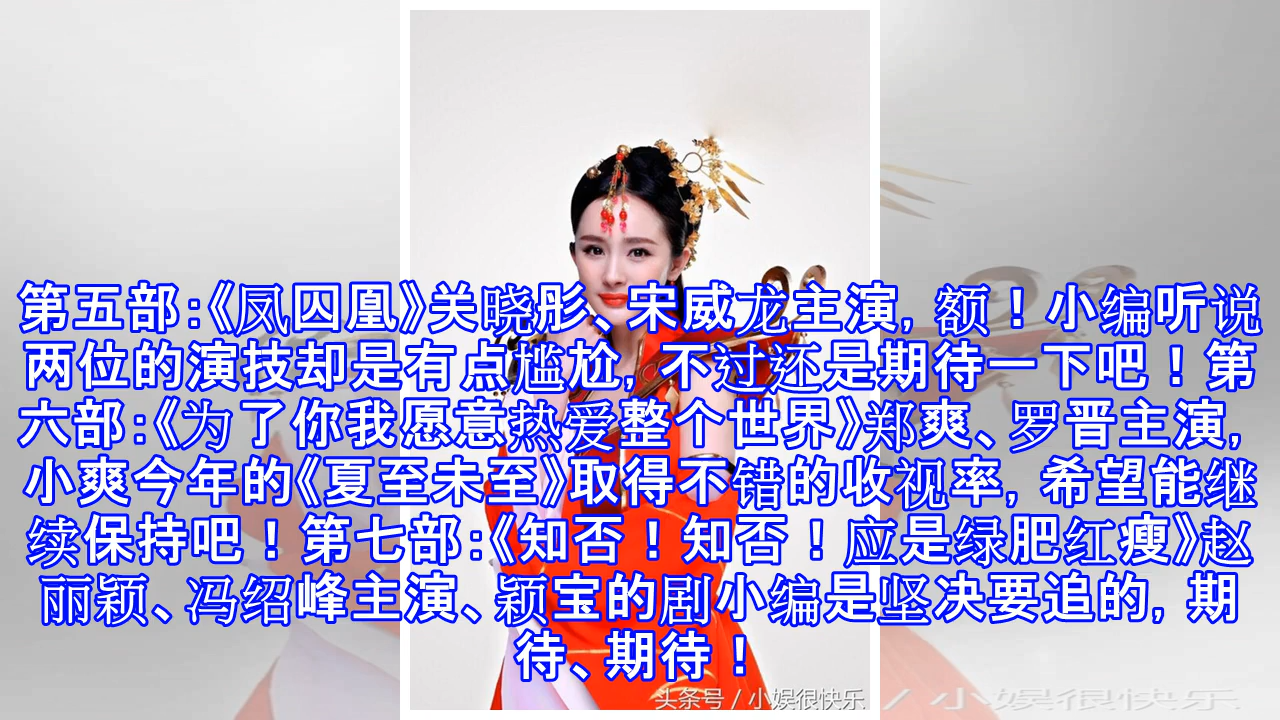 第五部:《凤囚凰》关晓彤、宋威龙主演,额！小编听说
两位的演技却是有点尴尬,不过还是期待一下吧！第
六部:《为了你我愿意热爱整个世界》郑爽、罗晋主演,
小爽今年的《夏至未至》取得不错的收视率,希望能继
续保持吧！第七部:《知否！知否！应是绿肥红瘦》赵
丽颖、冯绍峰主演、颖宝的剧小编是坚决要追的,期
待、期待！
头条号 / 小娱很快乐
/ 小娱很快乐